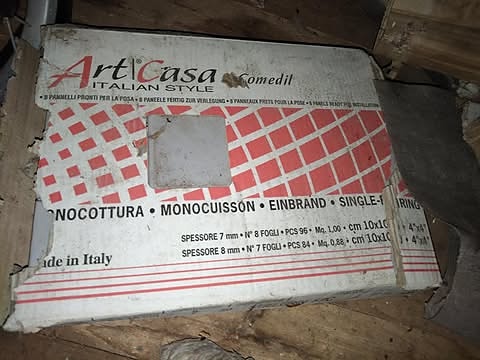 Art Casa Comedil
ITALIAN STYLE
• 8 PANNELLI PRONTI PER LA POSA • 8 PANEELE FERTIG ZUR VERLEGUNG • 8 PANNEAUX PRETS POUR LA POSE • 8 PANELS READY FOR INSTALLATION
ONOCOTTURA • MONOCUISSON • EINBRAND • SINGLE- RING
SPESSORE 7 mm • N° 8 FOGLI • PCS 96 • Mq. 1,00 • cm 10x10 • 4"x4"
SPESSORE 8 mm • N° 7 FOGLI • PCS 84 • Mq. 0,88 • cm 10x10 • 4"x4"
ade in Italy